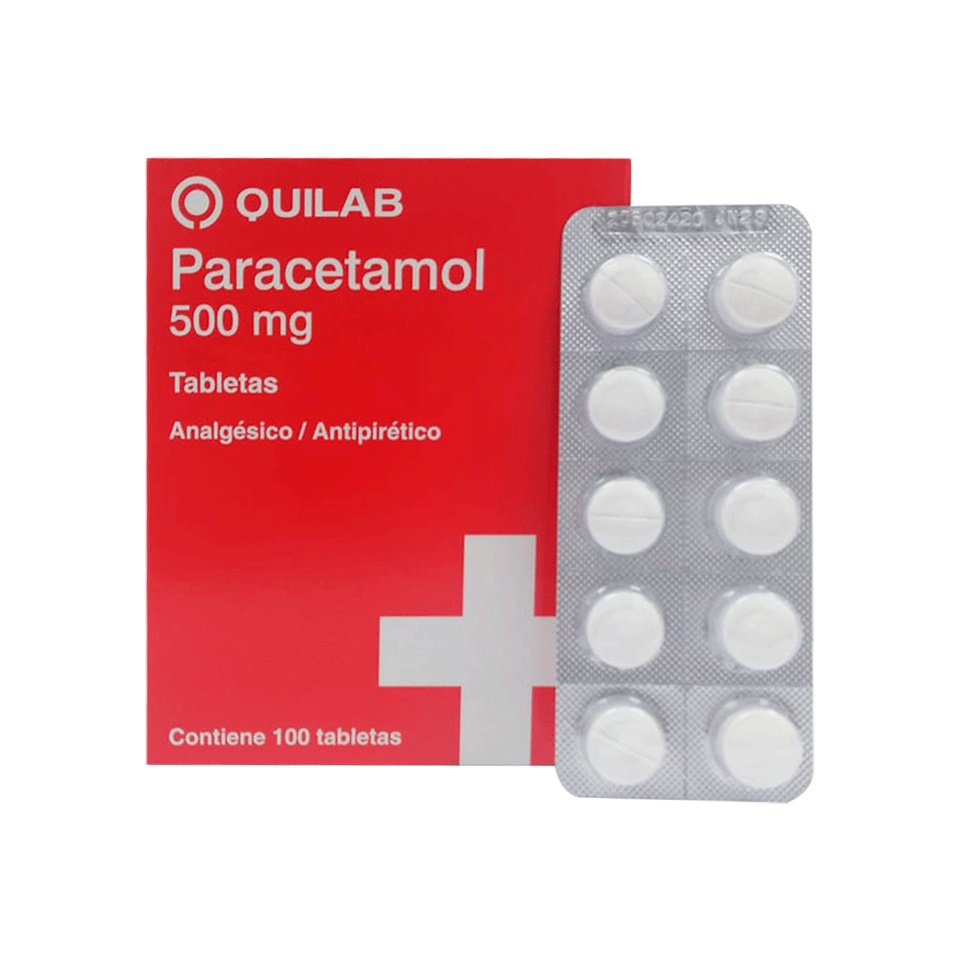 QUILAB
Paracetamol
500 mg
Tabletas
Analgésico / Antipirético
Contiene 100 tabletas